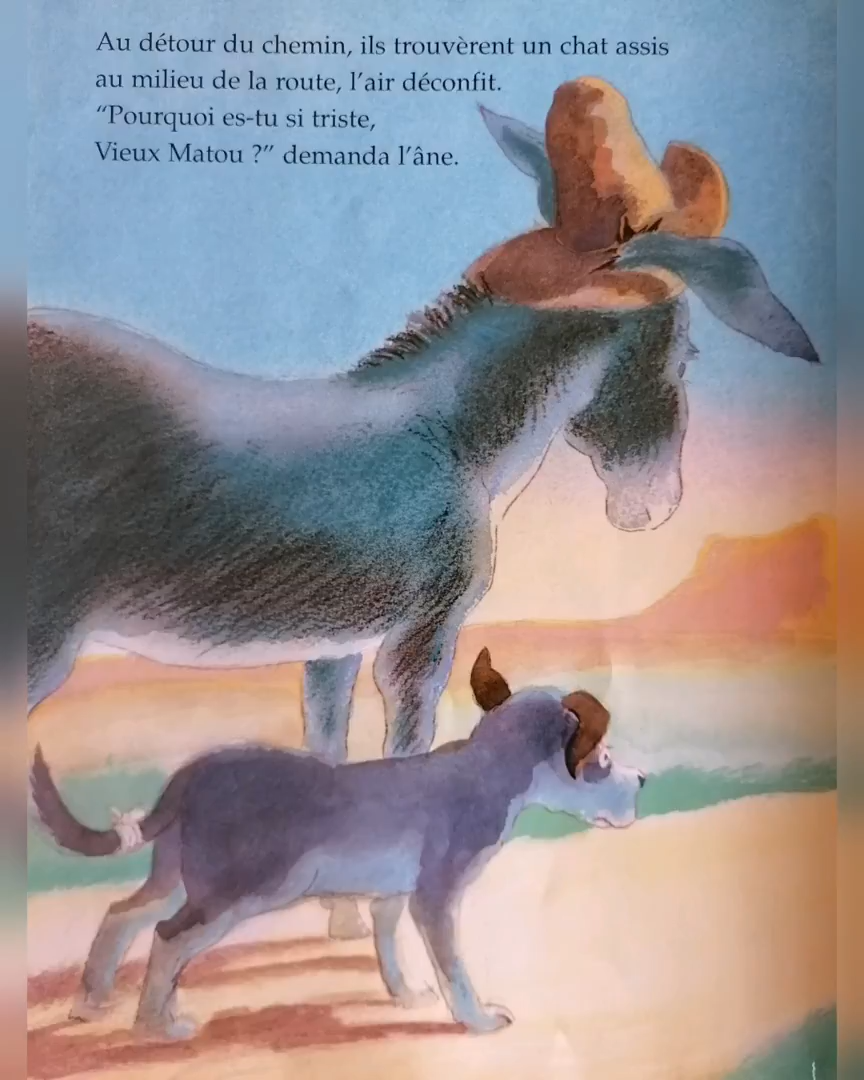 Au détour du chemin, ils trouvèrent un chat assis
au milieu de la route, l'air déconfit.
“Pourquoi es-tu si triste,
Vieux Matou ?” demanda l'âne.